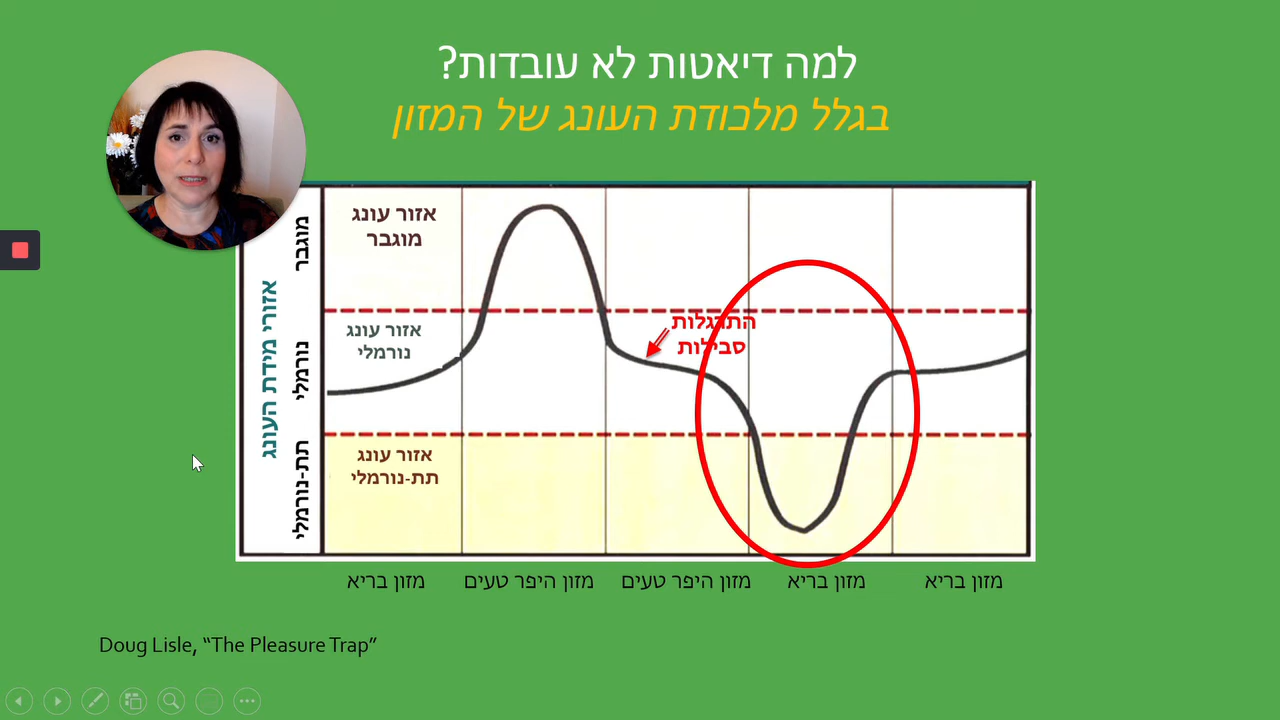 למה דיאטות לא עובדות?
בגלל מלכודת העונג של המזון
אזורי מידת העונג
מוגבר
נורמלי
תת-נורמלי
אזור עונג
מוגבר
אזור עונג
נורמלי
אזור עונג
תת-נורמלי
התרגלות
סבילות
מזון בריא
מזון היפר טעים
מזון היפר טעים
מזון בריא
מזון בריא
Doug Lisle, “The Pleasure Trap”